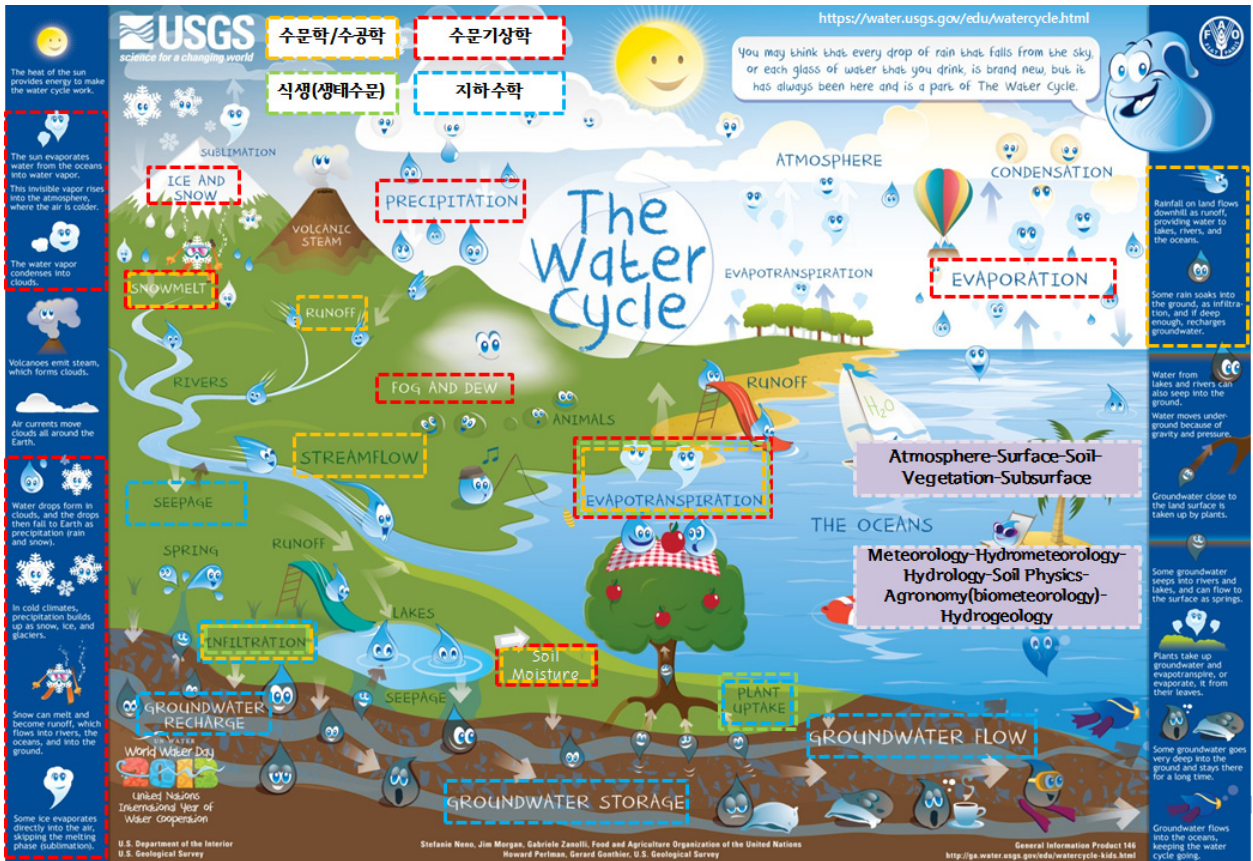 The heat of the sun
provides energy to make
the water cycle work.
The sun evaporates
water from the oceans
into water vapor.
This invisible vapor rises
into the atmosphere,
where the air is colder.
The water vapor
condenses into
clouds.
Volcanoes emit steam,
which forms clouds.
Air currents move
clouds all around the
Earth.
Water drops form in
clouds, and the drops
then fall to Earth as
precipitation (rain
and snow).
In cold climates,
precipitation builds
up as snow, ice, and
glaciers.
Snow can melt and
become runoff, which
flows into rivers, the
oceans, and into the
ground.
Some ice evaporates
directly into the air,
skipping the melting
phase (sublimation).
USGS
science for a changing world
수문학/수공학
수문기상학
식생(생태수문)
지하수학
https://water.usgs.gov/edu/watercycle.html
You may think that every drop of rain that falls from the sky,
or each glass of water that you drink, is brand new, but it
has always been here and is a part of The Water Cycle.
SUBLIMATION
ICE AND
SNOW
VOLCANIC
STEAM
PRECIPITATION
The
Water
Cycle
ATMOSPHERE
CONDENSATION
EVAPOTRANSPIRATION
EVAPORATION
SNOWMELT
RUNOFF
RIVERS
FOG AND DEW
ANIMALS
RUNOFF
H2O
STREAMFLOW
SEEPAGE
EVAPOTRANSPIRATION
Atmosphere-Surface-Soil-
Vegetation-Subsurface
THE OCEANS
Meteorology-Hydrometeorology-
Hydrology-Soil Physics-
Agronomy(biometeorology)-
Hydrogeology
SPRING
RUNOFF
LAKES
INFILTRATION
Soil
Moisture
SEEPAGE
PLANT
UPTAKE
GROUNDWATER
RECHARGE
GROUNDWATER FLOW
GROUNDWATER STORAGE
UN WATER
World Water Day
United Nations
International Year of
Water Cooperation
U.S. Department of the Interior
U.S. Geological Survey
Stefanie Neno, Jim Morgan, Gabriele Zanolli, Food and Agriculture Organization of the United Nations
Howard Perlman, Gerard Gonthier, U.S. Geological Survey
General Information Product 146
http://ga.water.usgs.gov/edu/watercycle-kids.html
Rainfall on land flows
downhill as runoff,
providing water to
lakes, rivers, and
the oceans.
Some rain soaks into
the ground, as infiltra-
tion, and if deep
enough, recharges
groundwater.
Water from
lakes and rivers can
also seep into the
ground.
Water moves under-
ground because of
gravity and pressure.
Groundwater close to
the land surface is
taken up by plants.
Some groundwater
seeps into rivers and
lakes, and can flow to
the surface as springs.
Plants take up
groundwater and
evapotranspire, or
evaporate, it from
their leaves.
Some groundwater goes
very deep into the
ground and stays there
for a long time.
Groundwater flows
into the oceans,
keeping the water
cycle going.